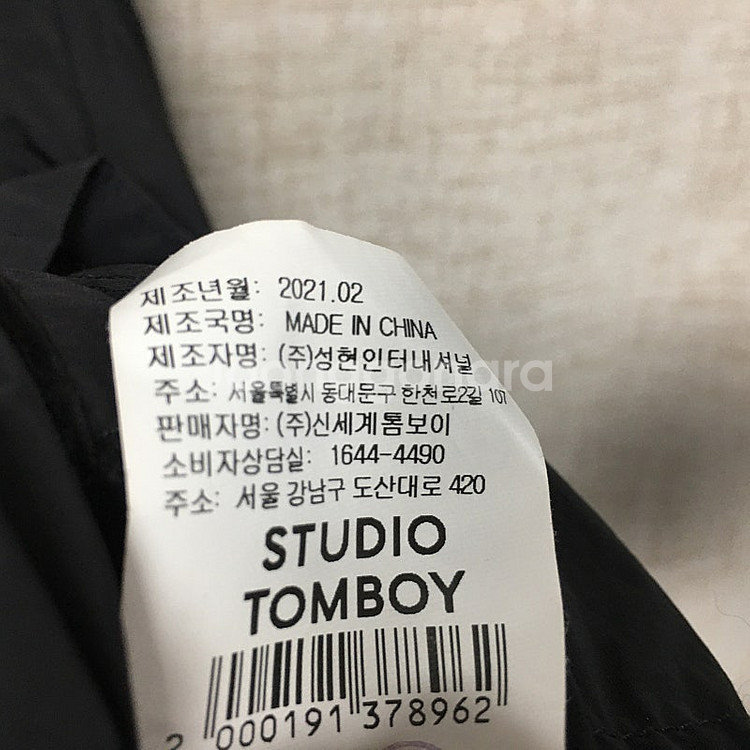 제조년월: 2021.02
제조국명: MADE IN CHINA
제조자명: (주)성현인터내셔널
주소: 서울특별시 동대문구 한천로2길 107
판매자명: (주)신세계톰보이
소비자상담실: 1644-4490
주소: 서울 강남구 도산대로 420
STUDIO
TOMBOY
2 000191 378962